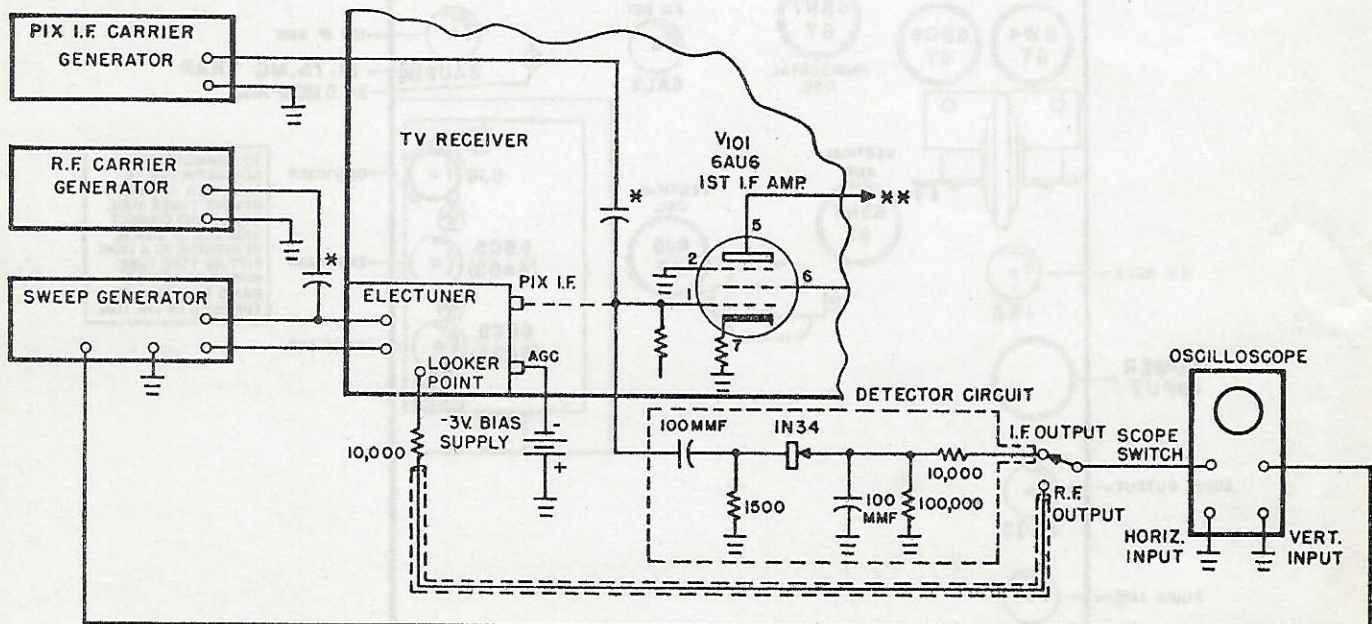 PIX I.F. CARRIER
GENERATOR
R.F. CARRIER
GENERATOR
*
SWEEP GENERATOR
TV RECEIVER
ELECTUNER
PIX I.F.
LOOKER
POINT
AGC
-3V. BIAS
SUPPLY
-
+
10,000
*
V101
6AU6
1ST I.F. AMP.
**
5
2
6
1
7
DETECTOR CIRCUIT
100MMF
1N34
10,000
1500
100
MMF
100,000
I.F. OUTPUT
SCOPE
SWITCH
R.F.
OUTPUT
OSCILLOSCOPE
HORIZ.
INPUT
VERT.
INPUT